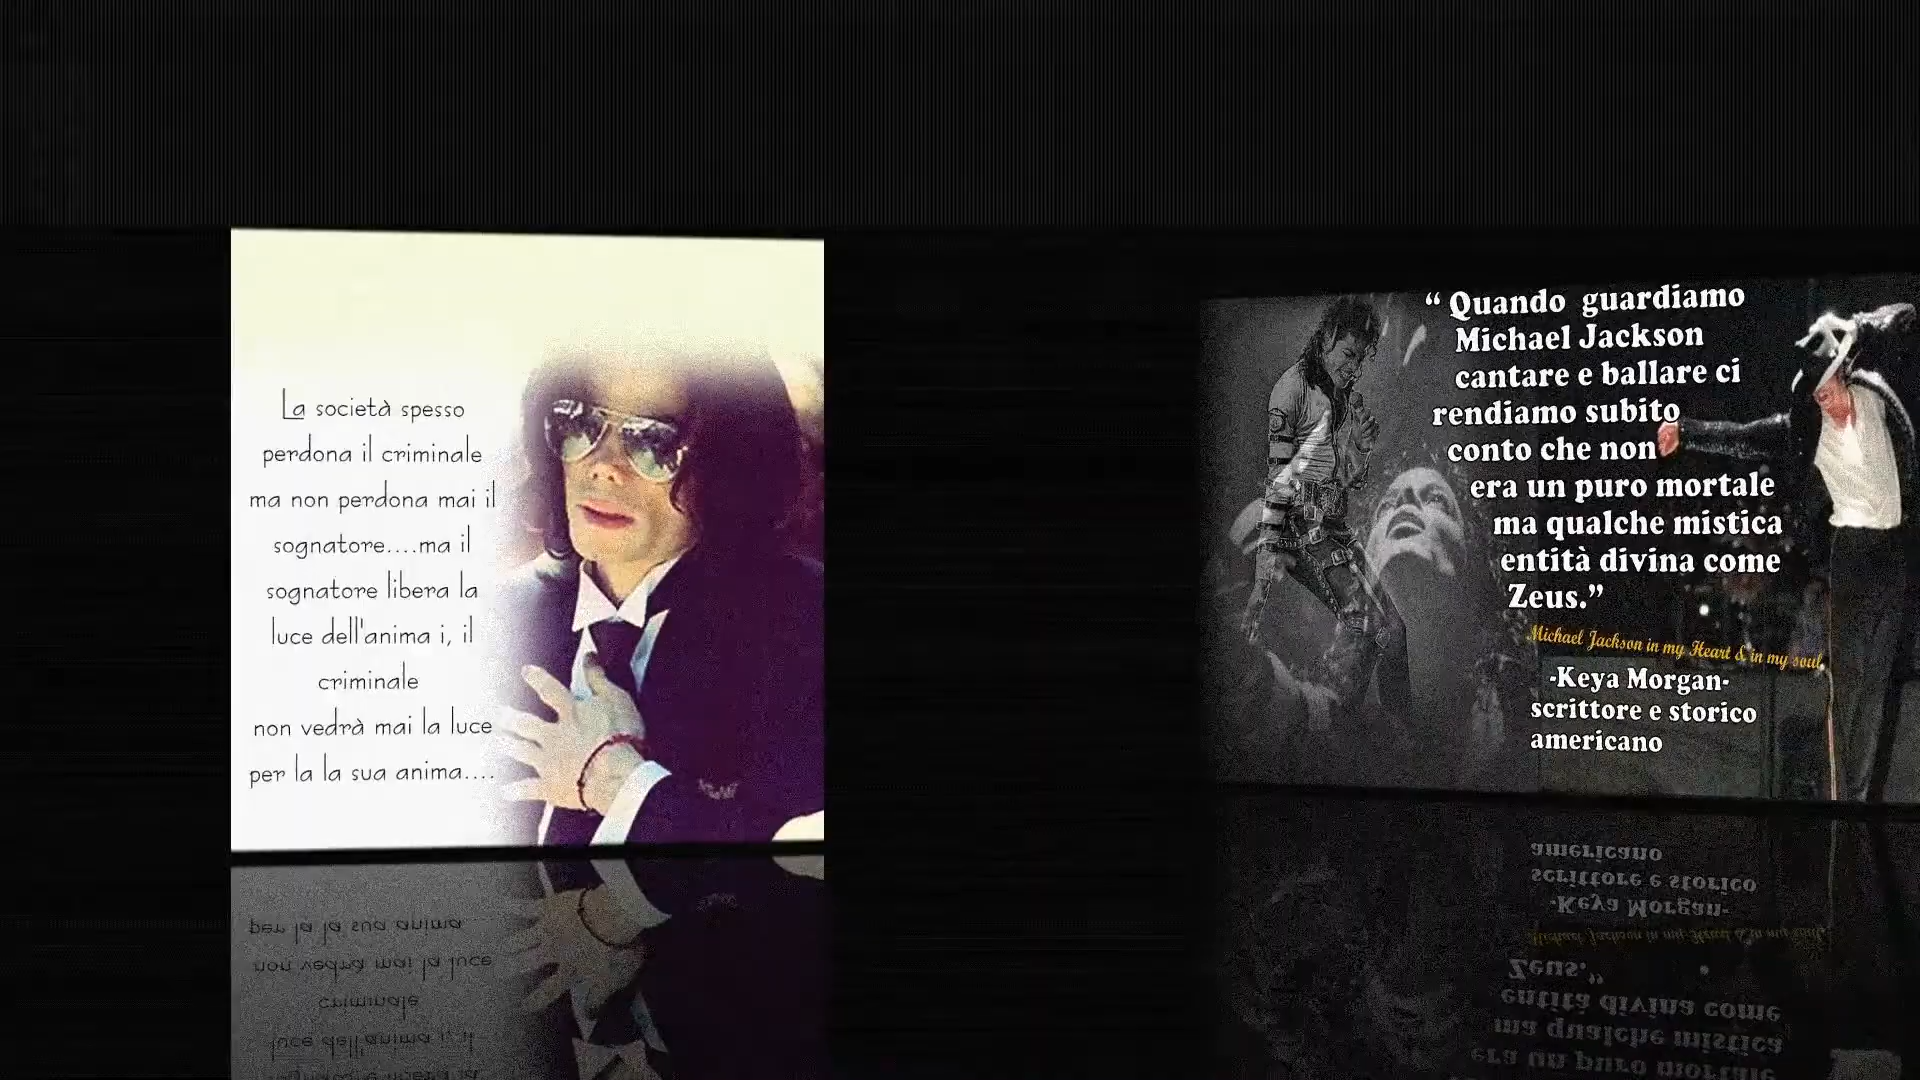 La società spesso
perdona il criminale
ma non perdona mai il
sognatore....ma il
sognatore libera la
luce dell'anima i, il
criminale
non vedrà mai la luce
per la la sua anima....
“ Quando guardiamo
Michael Jackson
cantare e ballare ci
rendiamo subito
conto che non
era un puro mortale
ma qualche mistica
entità divina come
Zeus.”
Michael Jackson in my Heart & in my soul
-Keya Morgan-
scrittore e storico
americano